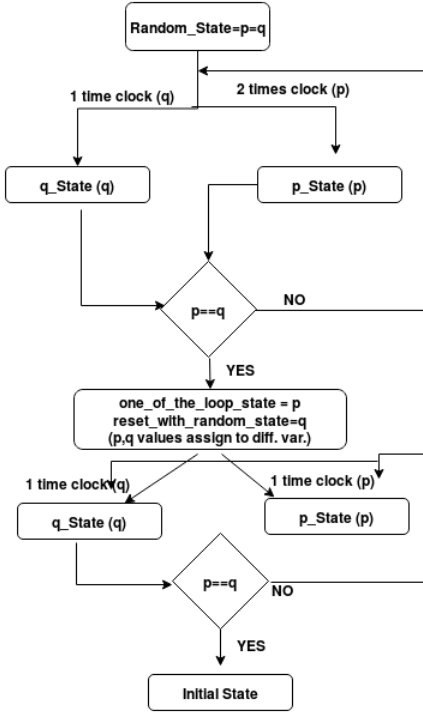 Random_State=p=q
1 time clock (q)
2 times clock (p)
q_State (q)
p_State (p)
p==q
NO
YES
one_of_the_loop_state = p
reset_with_random_state=q
(p,q values assign to diff. var.)
1 time clock(q)
1 time clock (p)
q_State (q)
p_State (p)
p==q
NO
YES
Initial State